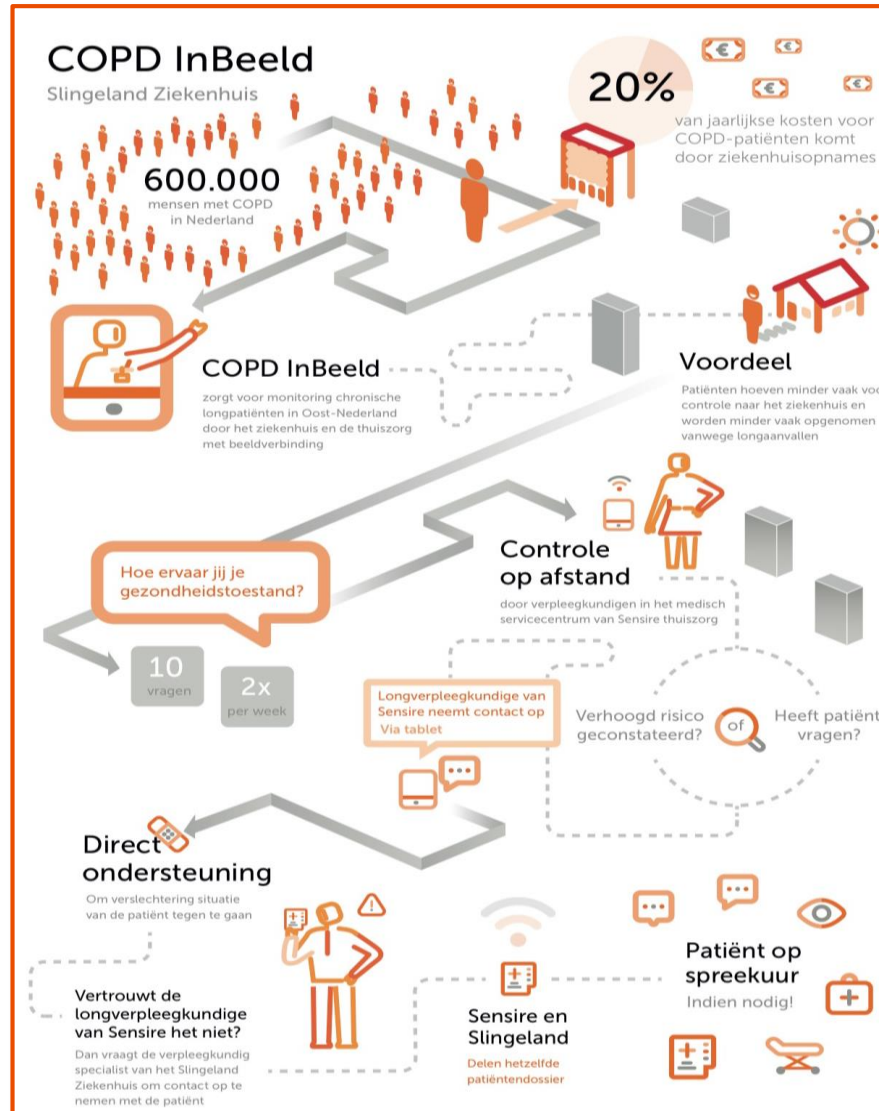 COPD InBeeld
Slingeland Ziekenhuis
600.000
mensen met COPD
in Nederland
20%
van jaarlijkse kosten voor
COPD-patiënten komt
door ziekenhuisopnames
COPD InBeeld
zorgt voor monitoring chronische
longpatiënten in Oost-Nederland
door het ziekenhuis en de thuiszorg
met beeldverbinding
Voordeel
Patiënten hoeven minder vaak voo
controle naar het ziekenhuis en
worden minder vaak opgenomen
vanwege longaanvallen
Hoe ervaar jij je
gezondheidstoestand?
10
vragen
2x
per week
Controle
op afstand
door verpleegkundigen in het medisch
servicecentrum van Sensire thuiszorg
Longverpleegkundige van
Sensire neemt contact op
Via tablet
Verhoogd risico
geconstateerd?
of
Heeft patiënt
vragen?
Direct
ondersteuning
Om verslechtering situatie
van de patiënt tegen te gaan
Vertrouwt de
longverpleegkundige
van Sensire het niet?
Dan vraagt de verpleegkundig
specialist van het Slingeland
Ziekenhuis om contact op te
nemen met de patiënt
Sensire en
Slingeland
Delen hetzelfde
patiëntendossier
Patiënt op
spreekuur
Indien nodig!